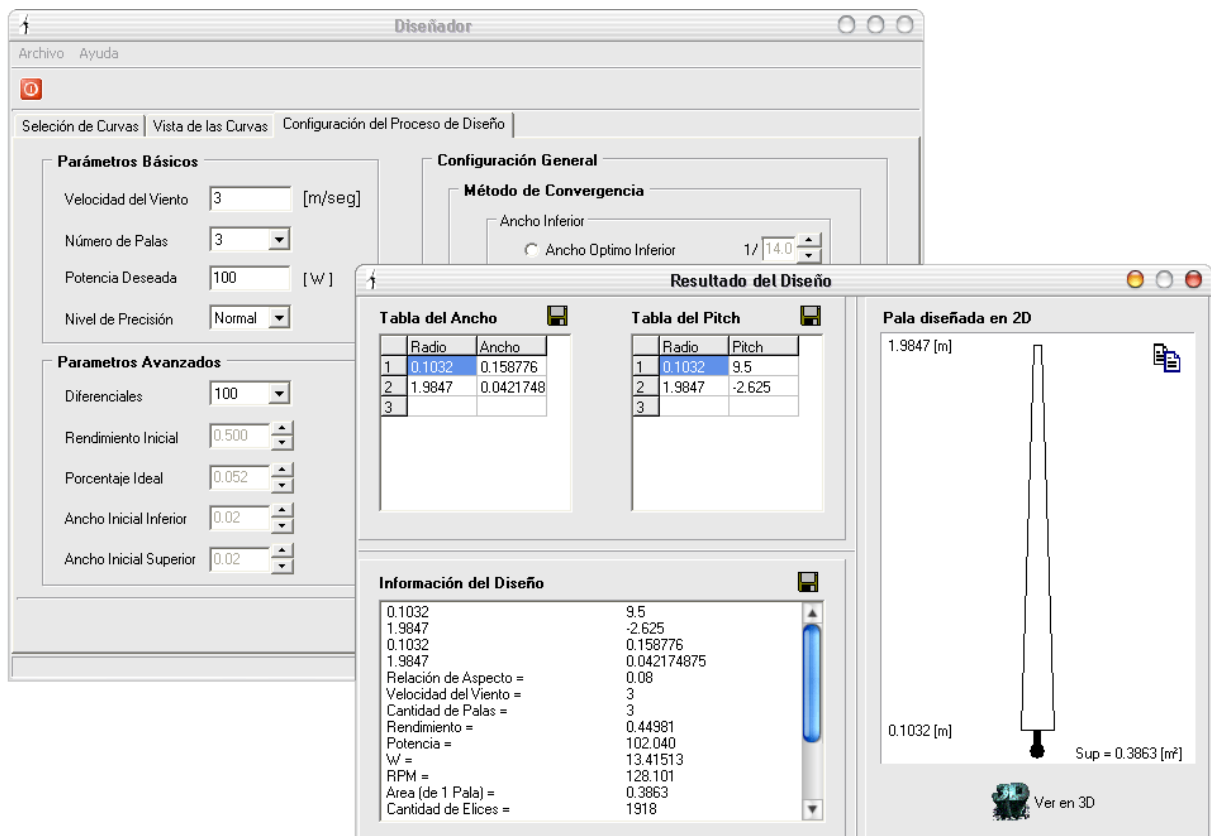 Diseñador
Archivo Ayuda
Seleción de Curvas Vista de las Curvas Configuración del Proceso de Diseño
Parámetros Básicos
Velocidad del Viento 3 [m/seg]
Número de Palas 3
Potencia Deseada 100 [W]
Nivel de Precisión Normal
Parametros Avanzados
Diferenciales 100
Rendimiento Inicial 0.500
Porcentaje Ideal 0.052
Ancho Inicial Inferior 0.02
Ancho Inicial Superior 0.02
Configuración General
Método de Convergencia
Ancho Inferior
Ancho Optimo Inferior 1/ 14.0
Resultado del Diseño
Tabla del Ancho
Radio Ancho
1 0.1032 0.158776
2 1.9847 0.0421748
3
Tabla del Pitch
Radio Pitch
1 0.1032 9.5
2 1.9847 -2.625
3
Información del Diseño
0.1032 9.5
1.9847 -2.625
0.1032 0.158776
1.9847 0.042174875
Relación de Aspecto = 0.08
Velocidad del Viento = 3
Cantidad de Palas = 3
Rendimiento = 0.44981
Potencia = 102.040
W = 13.41513
RPM = 128.101
Area (de 1 Pala) = 0.3863
Cantidad de Elices = 1918
Pala diseñada en 2D
1.9847 [m]
0.1032 [m]
Sup = 0.3863 [m²]
Ver en 3D